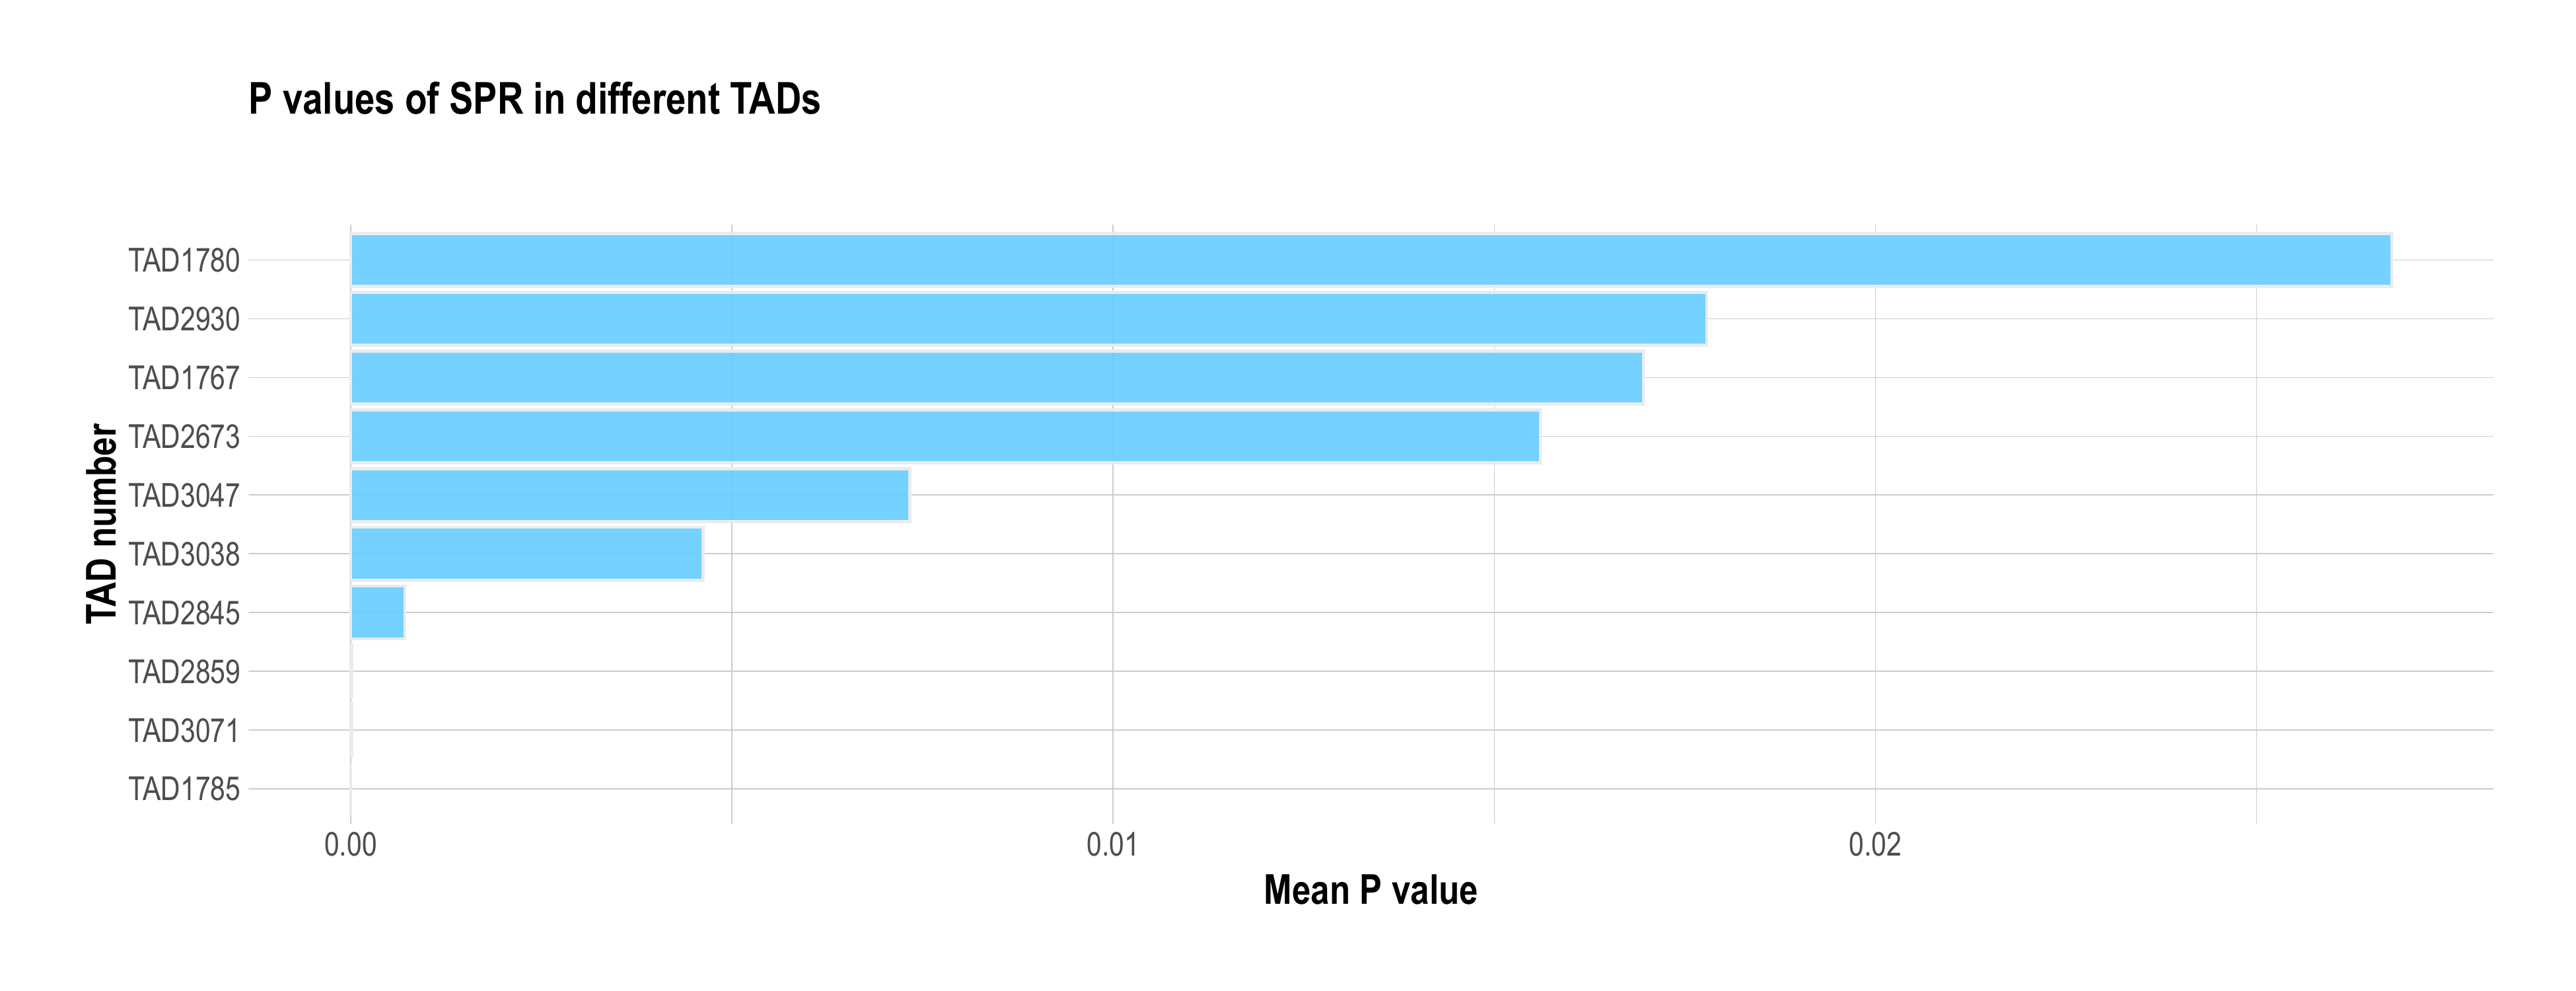 P values of SPR in different TADs
TAD number
TAD1780
TAD2930
TAD1767
TAD2673
TAD3047
TAD3038
TAD2845
TAD2859
TAD3071
TAD1785
0.00 0.01 0.02
Mean P value